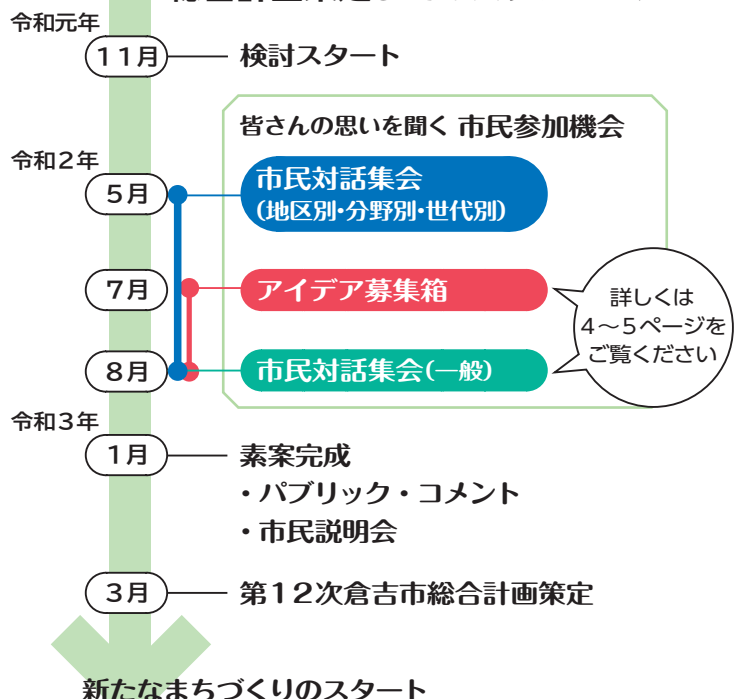 令和元年
11月
検討スタート
皆さんの思いを聞く 市民参加機会
令和2年
5月
市民対話集会
(地区別・分野別・世代別)
7月
アイデア募集箱
詳しくは
4〜5ページを
ご覧ください
8月
市民対話集会(一般)
令和3年
1月
素案完成
・パブリック・コメント
・市民説明会
3月
第12次倉吉市総合計画策定
新たなまちづくりのスタート